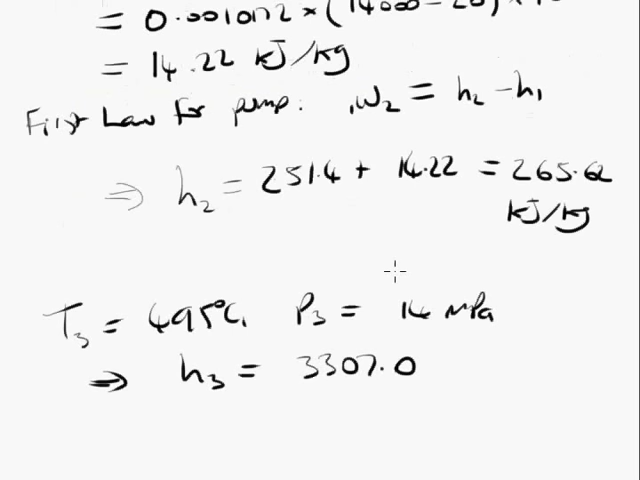 = 0.0010172 × (14000 - 20) ×
= 14.22 kJ/kg
First Law for pump. ₁W₂ = h₂ - h₁
⇒ h₂ = 251.4 + 14.22 = 265.62
kJ/kg
T₃ = 495°C, P₃ = 14 MPa
⇒ h₃ = 3307.0